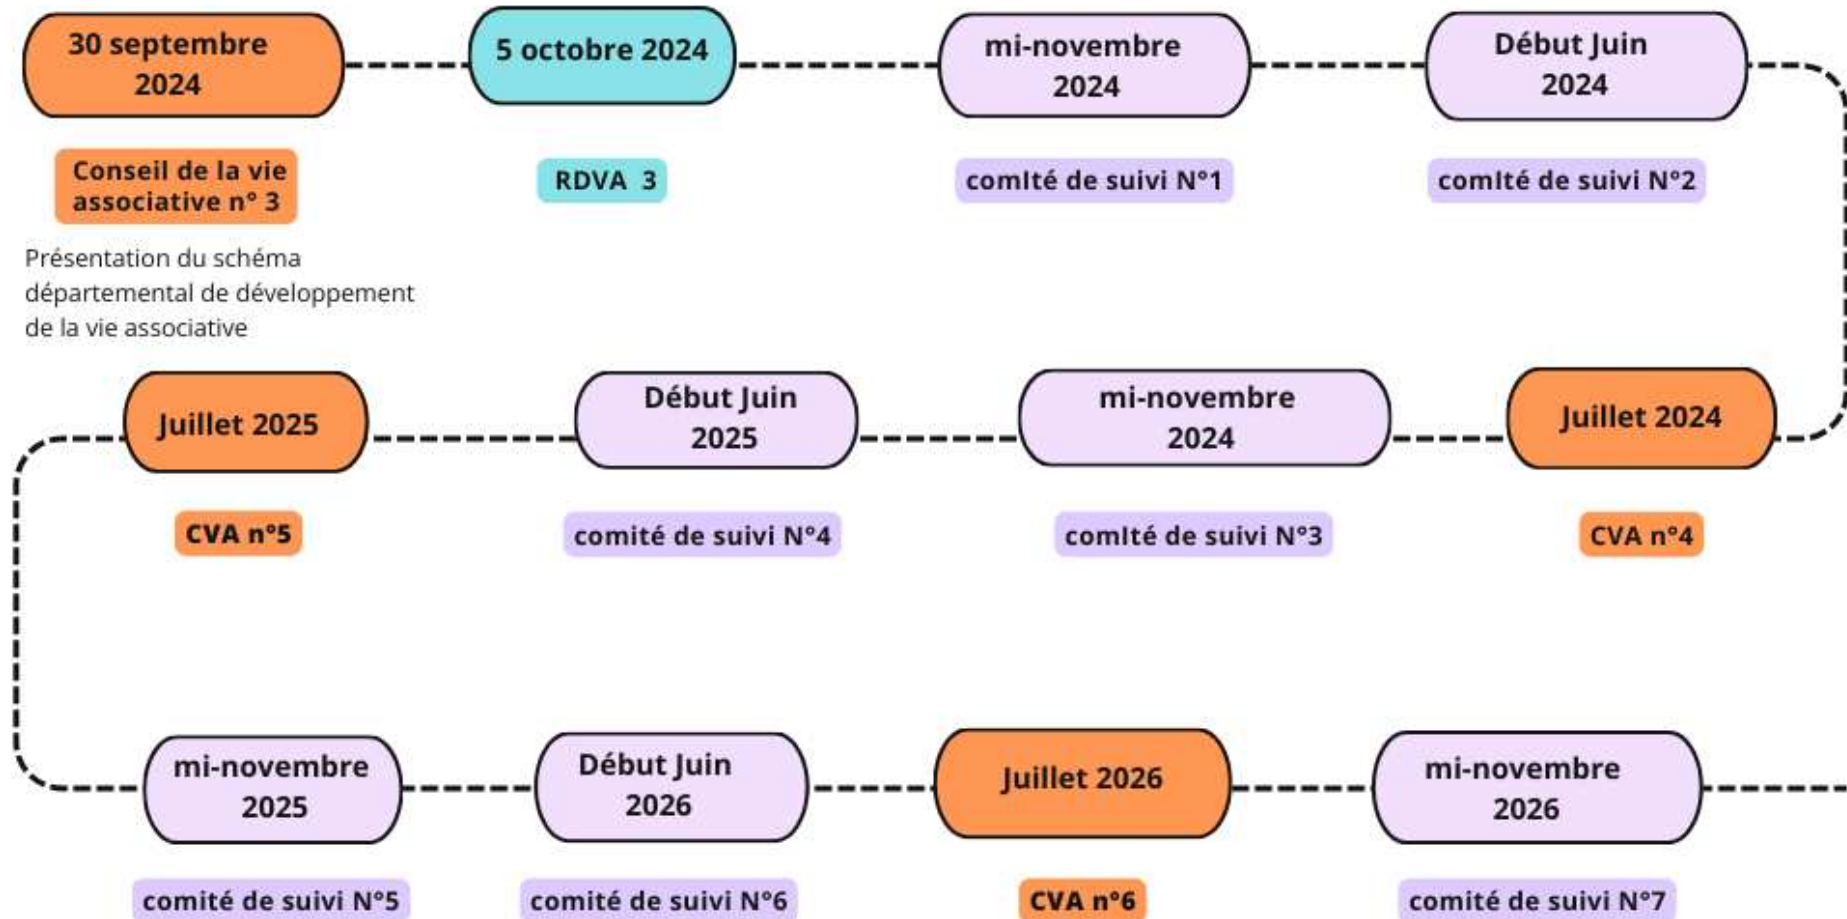 30 septembre
2024
5 octobre 2024
mi-novembre
2024
Début Juin
2024
Conseil de la vie
associative n° 3
RDVA 3
comIté de suivi N°1
comIté de suivi N°2
Présentation du schéma
départemental de développement
de la vie associative
Juillet 2025
Début Juin
2025
mi-novembre
2024
Juillet 2024
CVA n°5
comité de suivi N°4
comIté de suivi N°3
CVA n°4
mi-novembre
2025
Début Juin
2026
Juillet 2026
mi-novembre
2026
comité de suivi N°5
comité de suivi N°6
CVA n°6
comité de suivi N°7